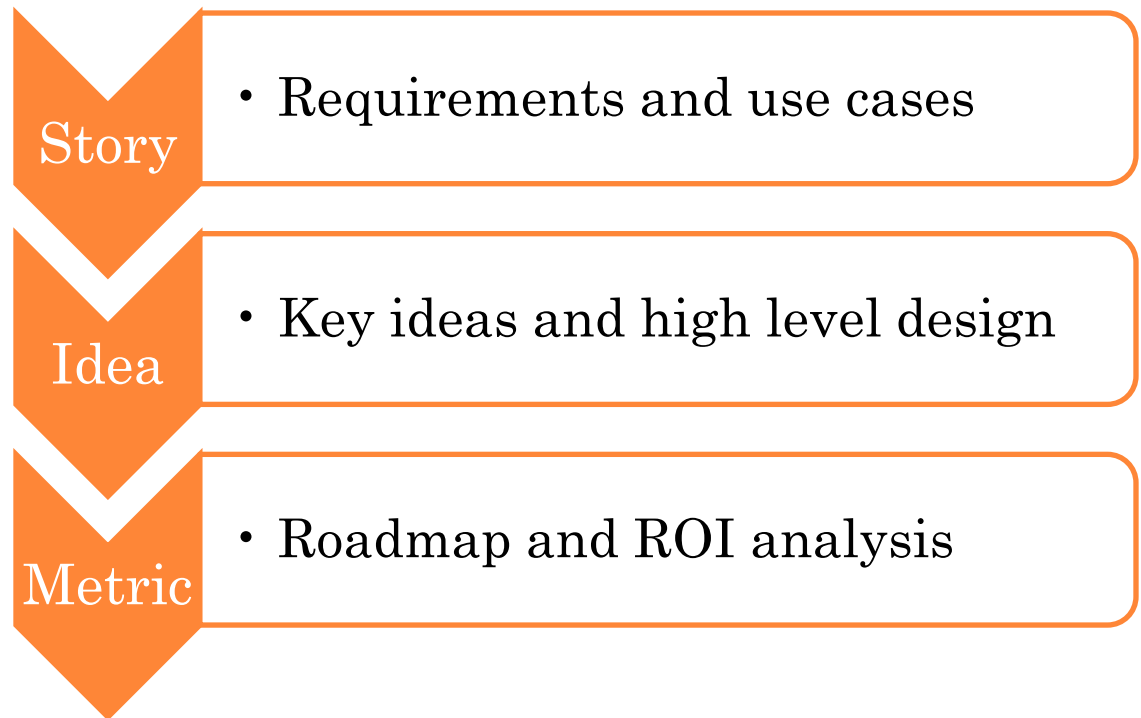 Story
• Requirements and use cases
Idea
• Key ideas and high level design
Metric
• Roadmap and ROI analysis